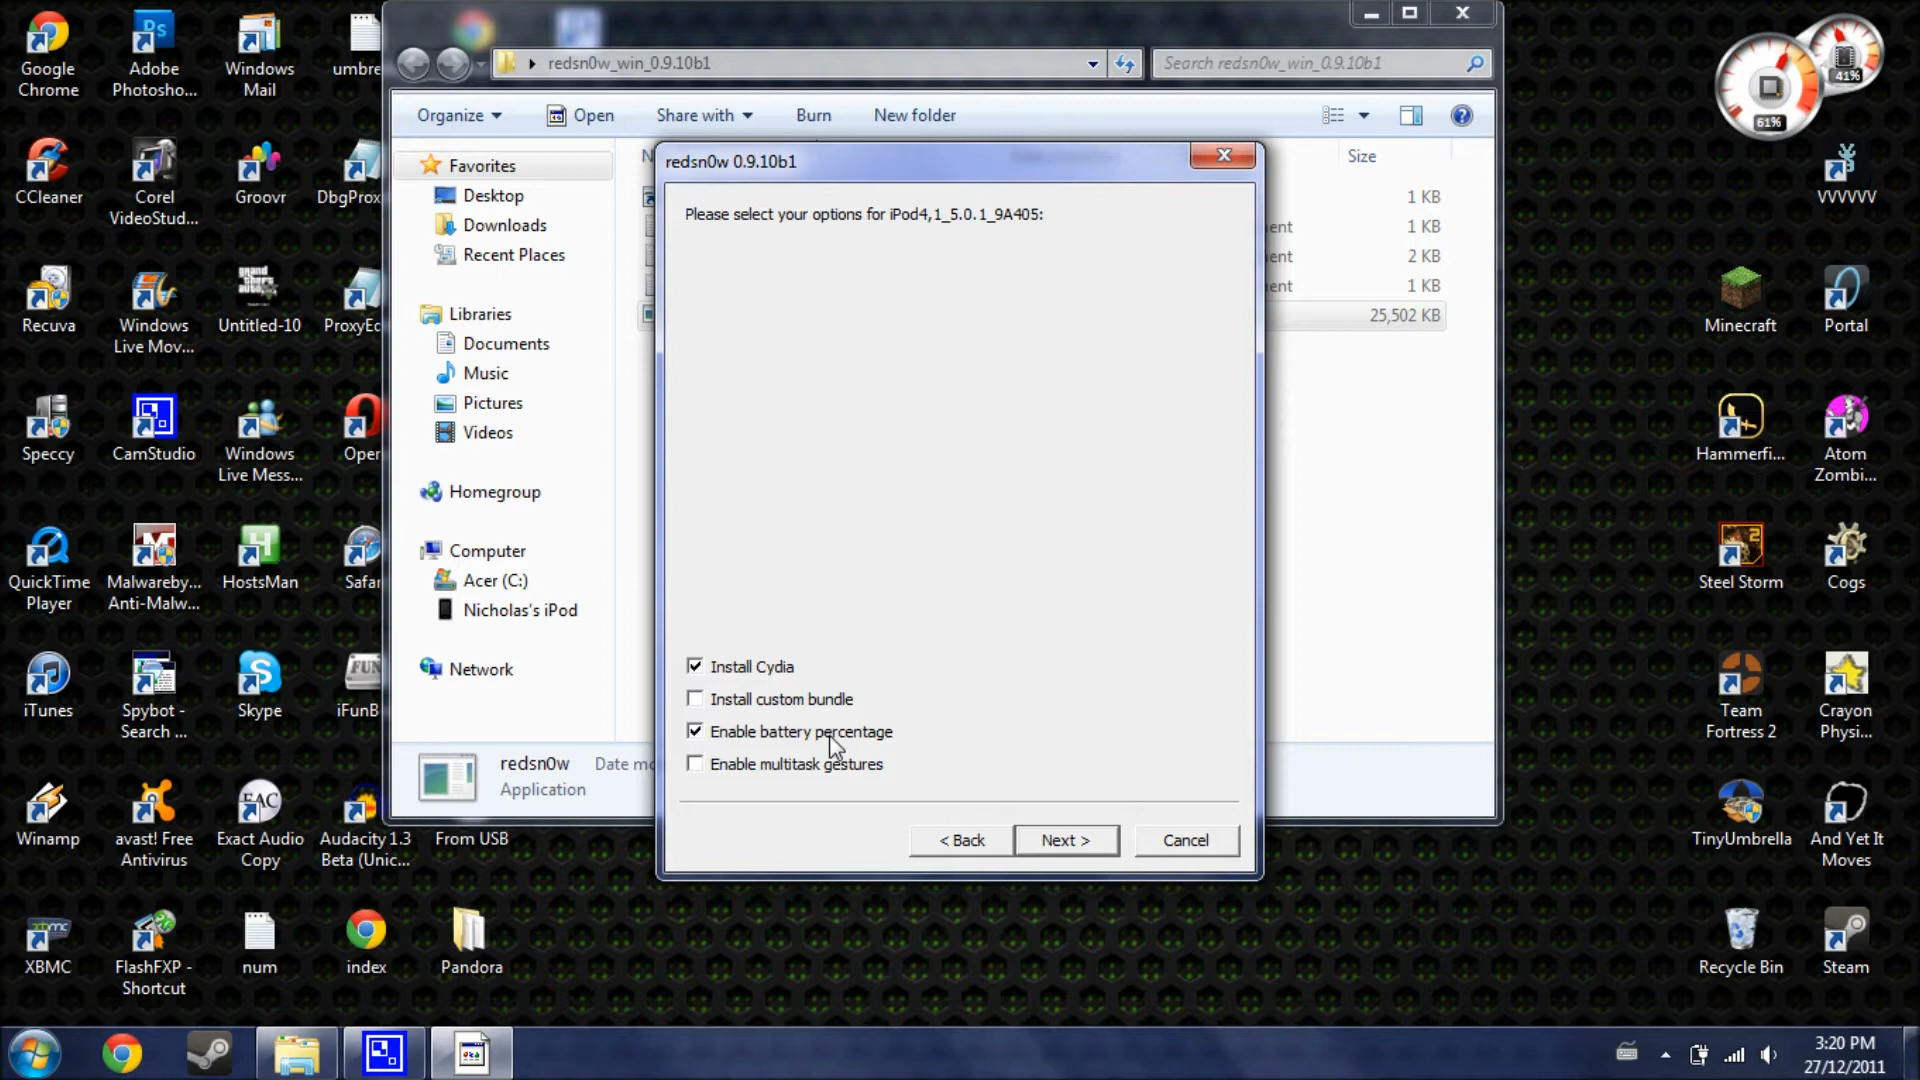 Google
Chrome
Adobe
Photosho...
Windows
Mail
umbre
CCleaner
Corel
VideoStud...
Groovr
DbgProx
Recuva
Windows
Live Mov...
Untitled-10
ProxyEd
Speccy
CamStudio
Windows
Live Mess...
Oper
QuickTime
Player
Malwareby...
Anti-Malw...
HostsMan
Safar
iTunes
Spybot -
Search ...
Skype
iFunB
Winamp
avast! Free
Antivirus
Exact Audio
Copy
Audacity 1.3
Beta (Unic...
From USB
XBMC
FlashFXP -
Shortcut
num
index
Pandora
redsn0w_win_0.9.10b1
Search redsn0w_win_0.9.10b1
Organize
Open
Share with
Burn
New folder
Favorites
Desktop
Downloads
Recent Places
Libraries
Documents
Music
Pictures
Videos
Homegroup
Computer
Acer (C:)
Nicholas's iPod
Network
N
Size
1 KB
ent
1 KB
ent
2 KB
ent
1 KB
25,502 KB
redsn0w
Date mo
Application
redsn0w 0.9.10b1
Please select your options for iPod4,1_5.0.1_9A405:
Install Cydia
Install custom bundle
Enable battery percentage
Enable multitask gestures
< Back
Next >
Cancel
41%
61%
VVVVVV
Minecraft
Portal
Hammerfi...
Atom
Zombi...
Steel Storm
Cogs
Team
Fortress 2
Crayon
Physi...
TinyUmbrella
And Yet It
Moves
Recycle Bin
Steam
3:20 PM
27/12/2011